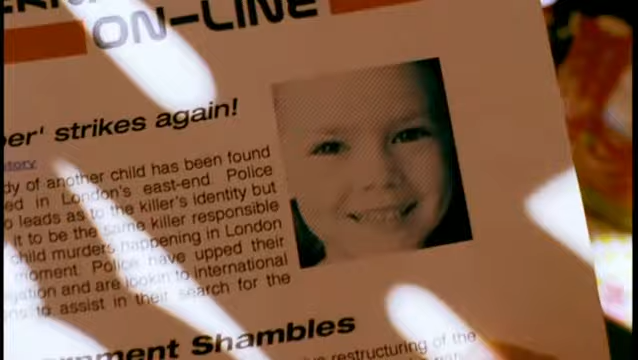 ON-LINE
er' strikes again!
tory
dy of another child has been found
ed in London's east-end. Police
o leads as to the killer's identity but
it to be the same killer responsible
child murders happening in London
moment. Police have upped their
ation and are lookin to international
ns to assist in their search for the
rnment Shambles
restructuring of the